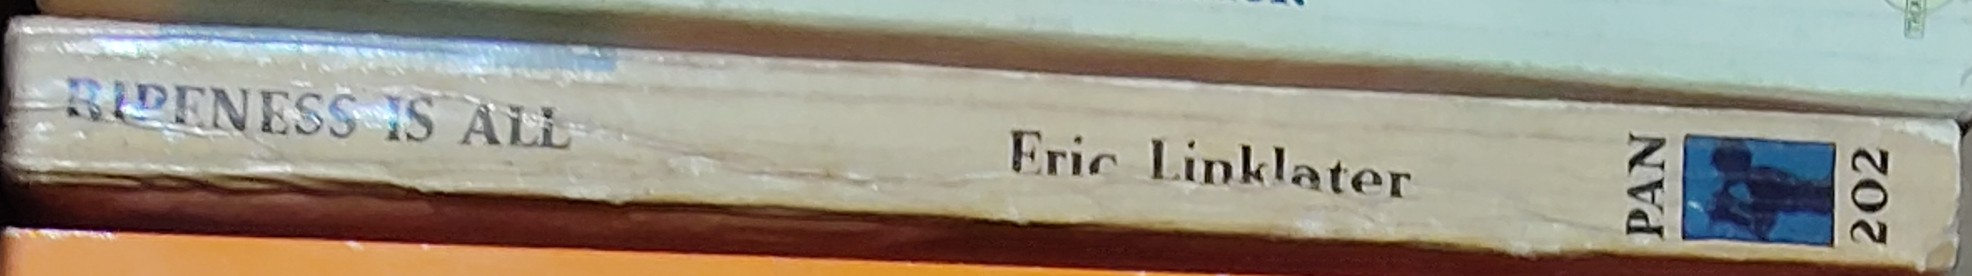 RIPENESS IS ALL
Eric Linklater
PAN
202